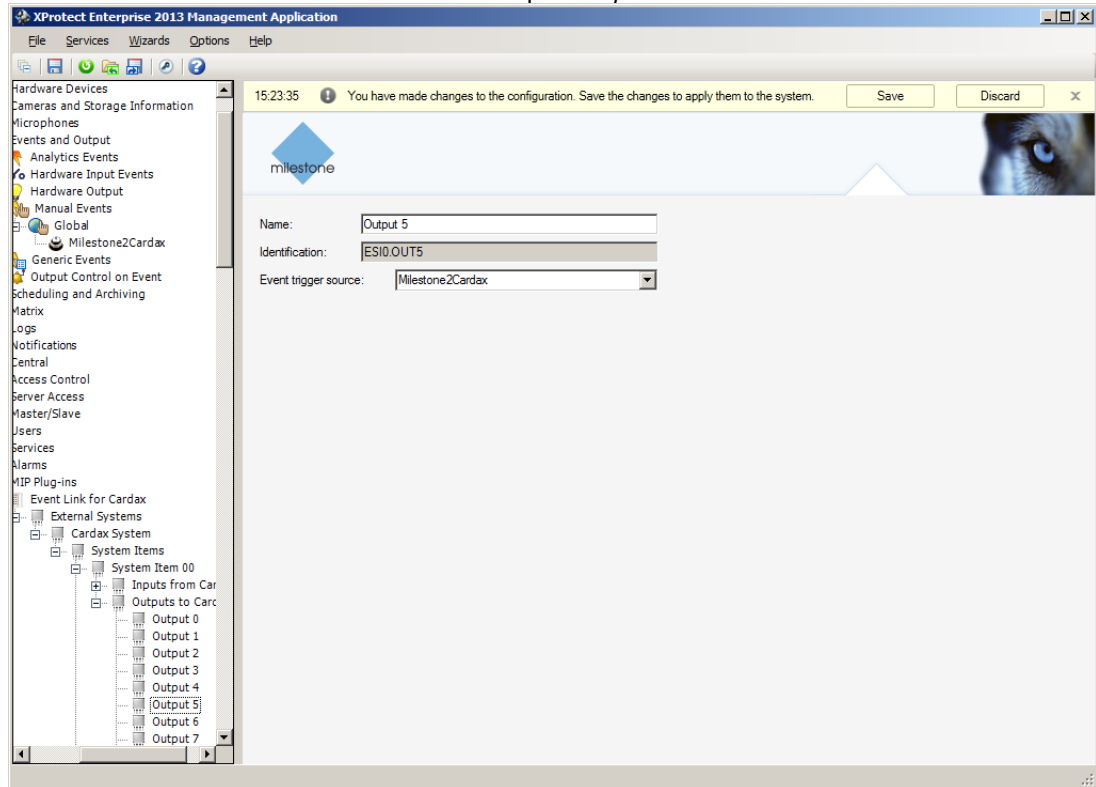 XProtect Enterprise 2013 Management Application
File Services Wizards Options Help
15:23:35 You have made changes to the configuration. Save the changes to apply them to the system. Save Discard x
milestone
Name: Output 5
Identification: ESI0.OUT5
Event trigger source: Milestone2Cardax
Hardware Devices
Cameras and Storage Information
Microphones
Events and Output
Analytics Events
Hardware Input Events
Hardware Output
Manual Events
Global
Milestone2Cardax
Generic Events
Output Control on Event
Scheduling and Archiving
Matrix
Logs
Notifications
Central
Access Control
Server Access
Master/Slave
Users
Services
Alarms
MIP Plug-ins
Event Link for Cardax
External Systems
Cardax System
System Items
System Item 00
Inputs from Car
Outputs to Card
Output 0
Output 1
Output 2
Output 3
Output 4
Output 5
Output 6
Output 7